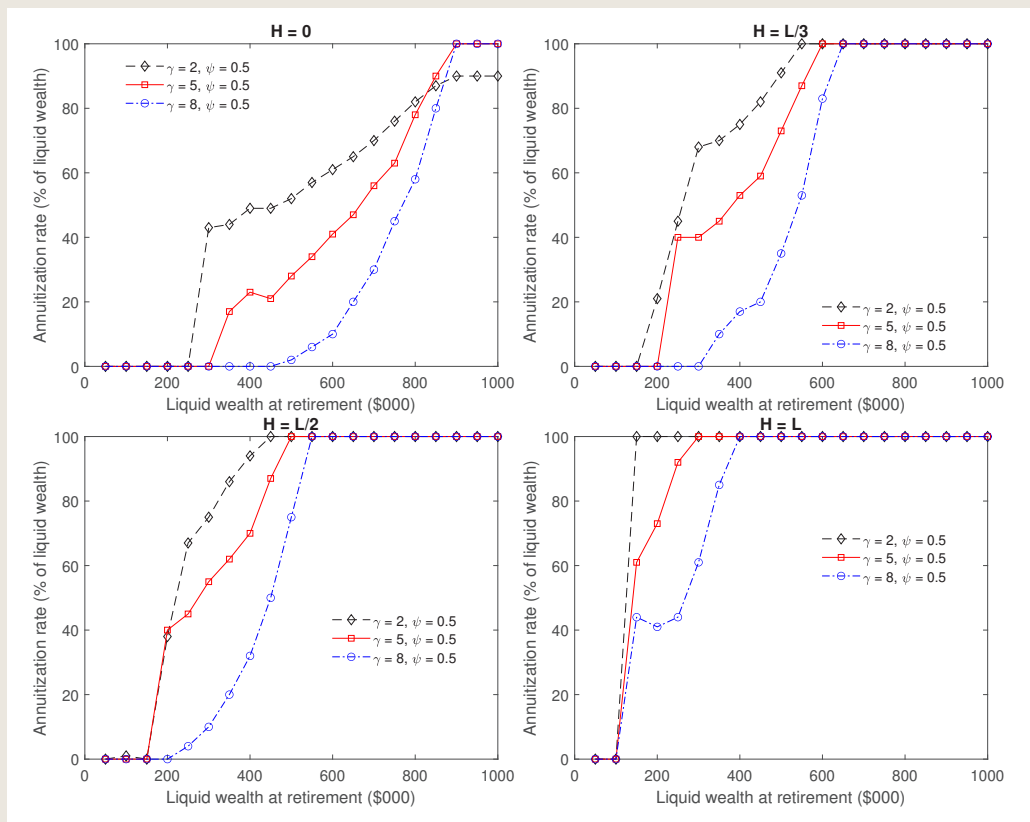 H = 0
γ = 2, ψ = 0.5
γ = 5, ψ = 0.5
γ = 8, ψ = 0.5
Annuitization rate (% of liquid wealth)
100
80
60
40
20
0
0 200 400 600 800 1000
Liquid wealth at retirement ($000)
H = L/3
γ = 2, ψ = 0.5
γ = 5, ψ = 0.5
γ = 8, ψ = 0.5
Annuitization rate (% of liquid wealth)
100
80
60
40
20
0
0 200 400 600 800 1000
Liquid wealth at retirement ($000)
H = L/2
γ = 2, ψ = 0.5
γ = 5, ψ = 0.5
γ = 8, ψ = 0.5
Annuitization rate (% of liquid wealth)
100
80
60
40
20
0
0 200 400 600 800 1000
Liquid wealth at retirement ($000)
H = L
γ = 2, ψ = 0.5
γ = 5, ψ = 0.5
γ = 8, ψ = 0.5
Annuitization rate (% of liquid wealth)
100
80
60
40
20
0
0 200 400 600 800 1000
Liquid wealth at retirement ($000)